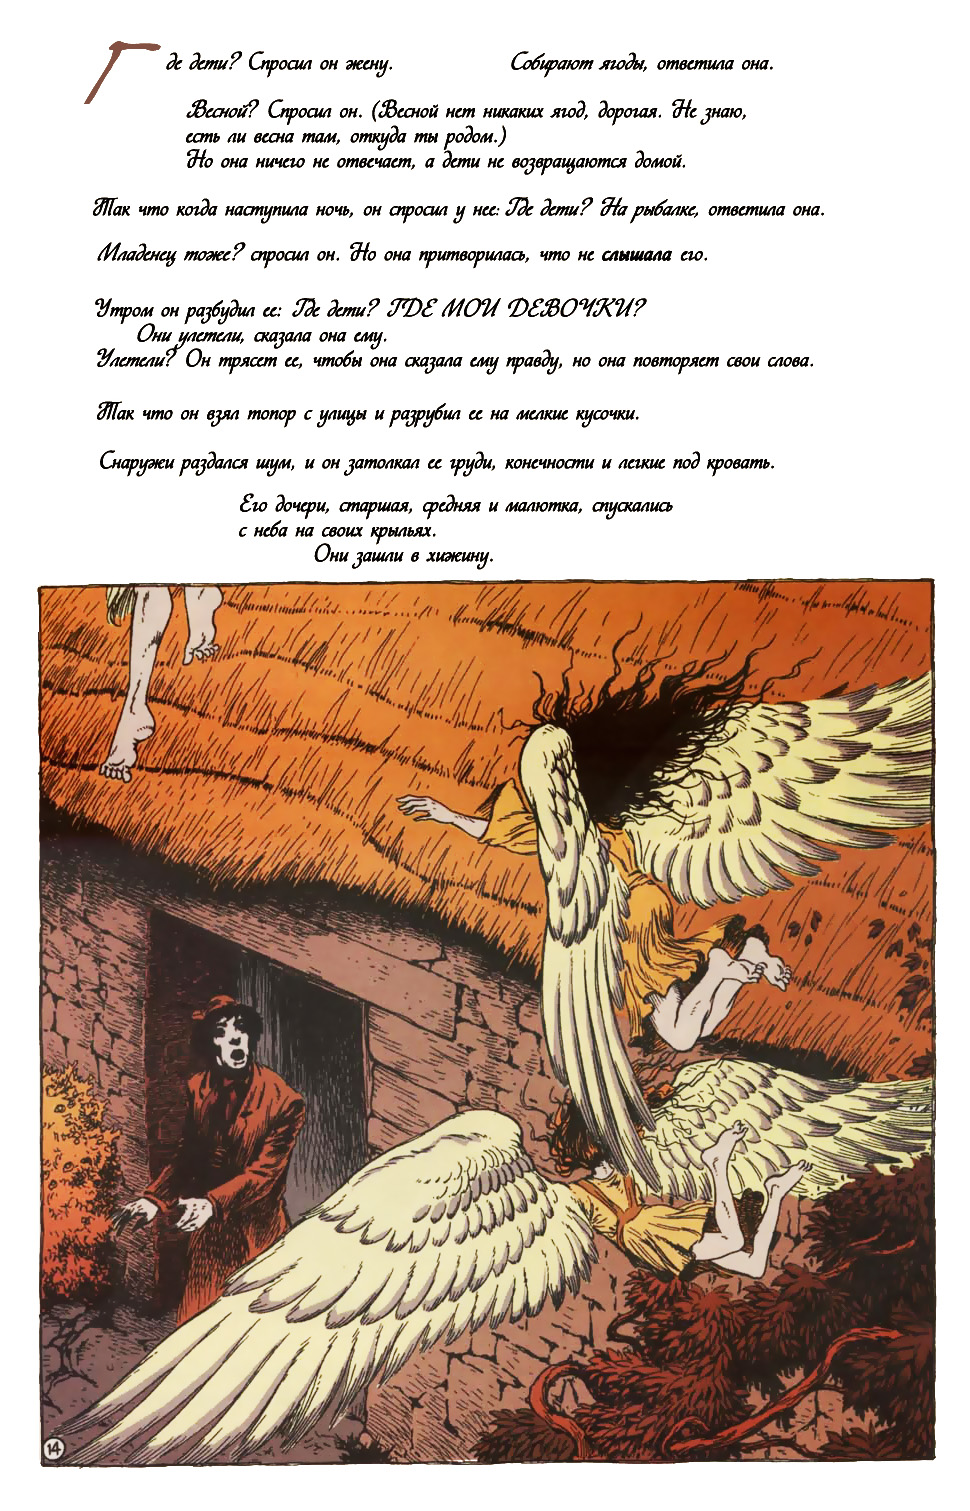 Где дети? Спросил он жену. Собирают ягоды, ответила она.
Весной? Спросил он. (Весной нет никаких ягод, дорогая. Не знаю,
есть ли весна там, откуда ты родом.)
Но она ничего не отвечает, а дети не возвращаются домой.
Так что когда наступила ночь, он спросил у нее: Где дети? На рыбалке, ответила она.
Младенец тоже? спросил он. Но она притворилась, что не слышала его.
Утром он разбудил ее: Где дети? ГДЕ МОИ ДЕВОЧКИ?
Они улетели, сказала она ему.
Улетели? Он трясет ее, чтобы она сказала ему правду, но она повторяет свои слова.
Так что он взял топор с улицы и разрубил ее на мелкие кусочки.
Снаружи раздался шум, и он затолкал ее груди, конечности и легкие под кровать.
Его дочери, старшая, средняя и малютка, спускались
с неба на своих крыльях.
Они зашли в хижину.
14